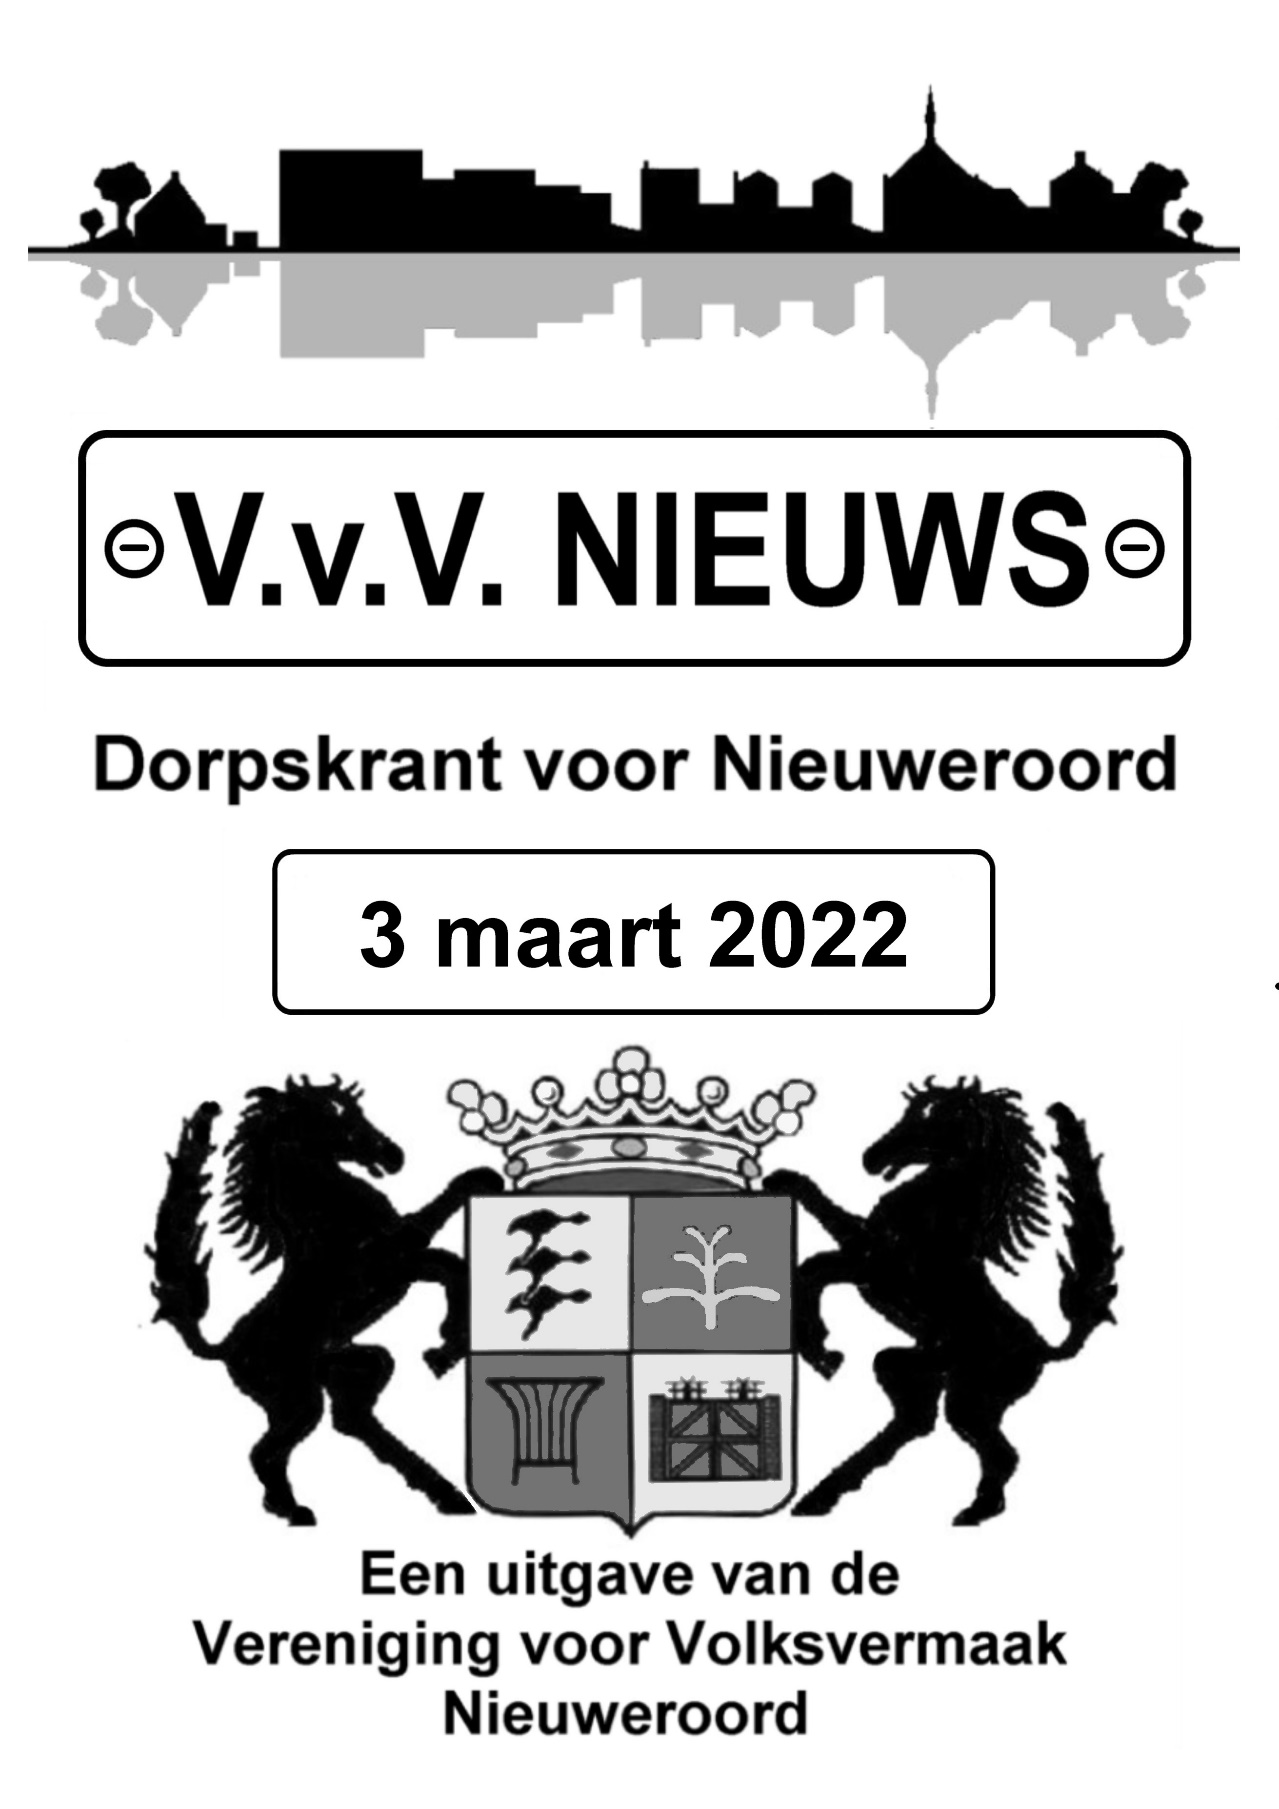 V.v.V. NIEUWS
Dorpskrant voor Nieuweroord
3 maart 2022
Een uitgave van de
Vereniging voor Volksvermaak
Nieuweroord